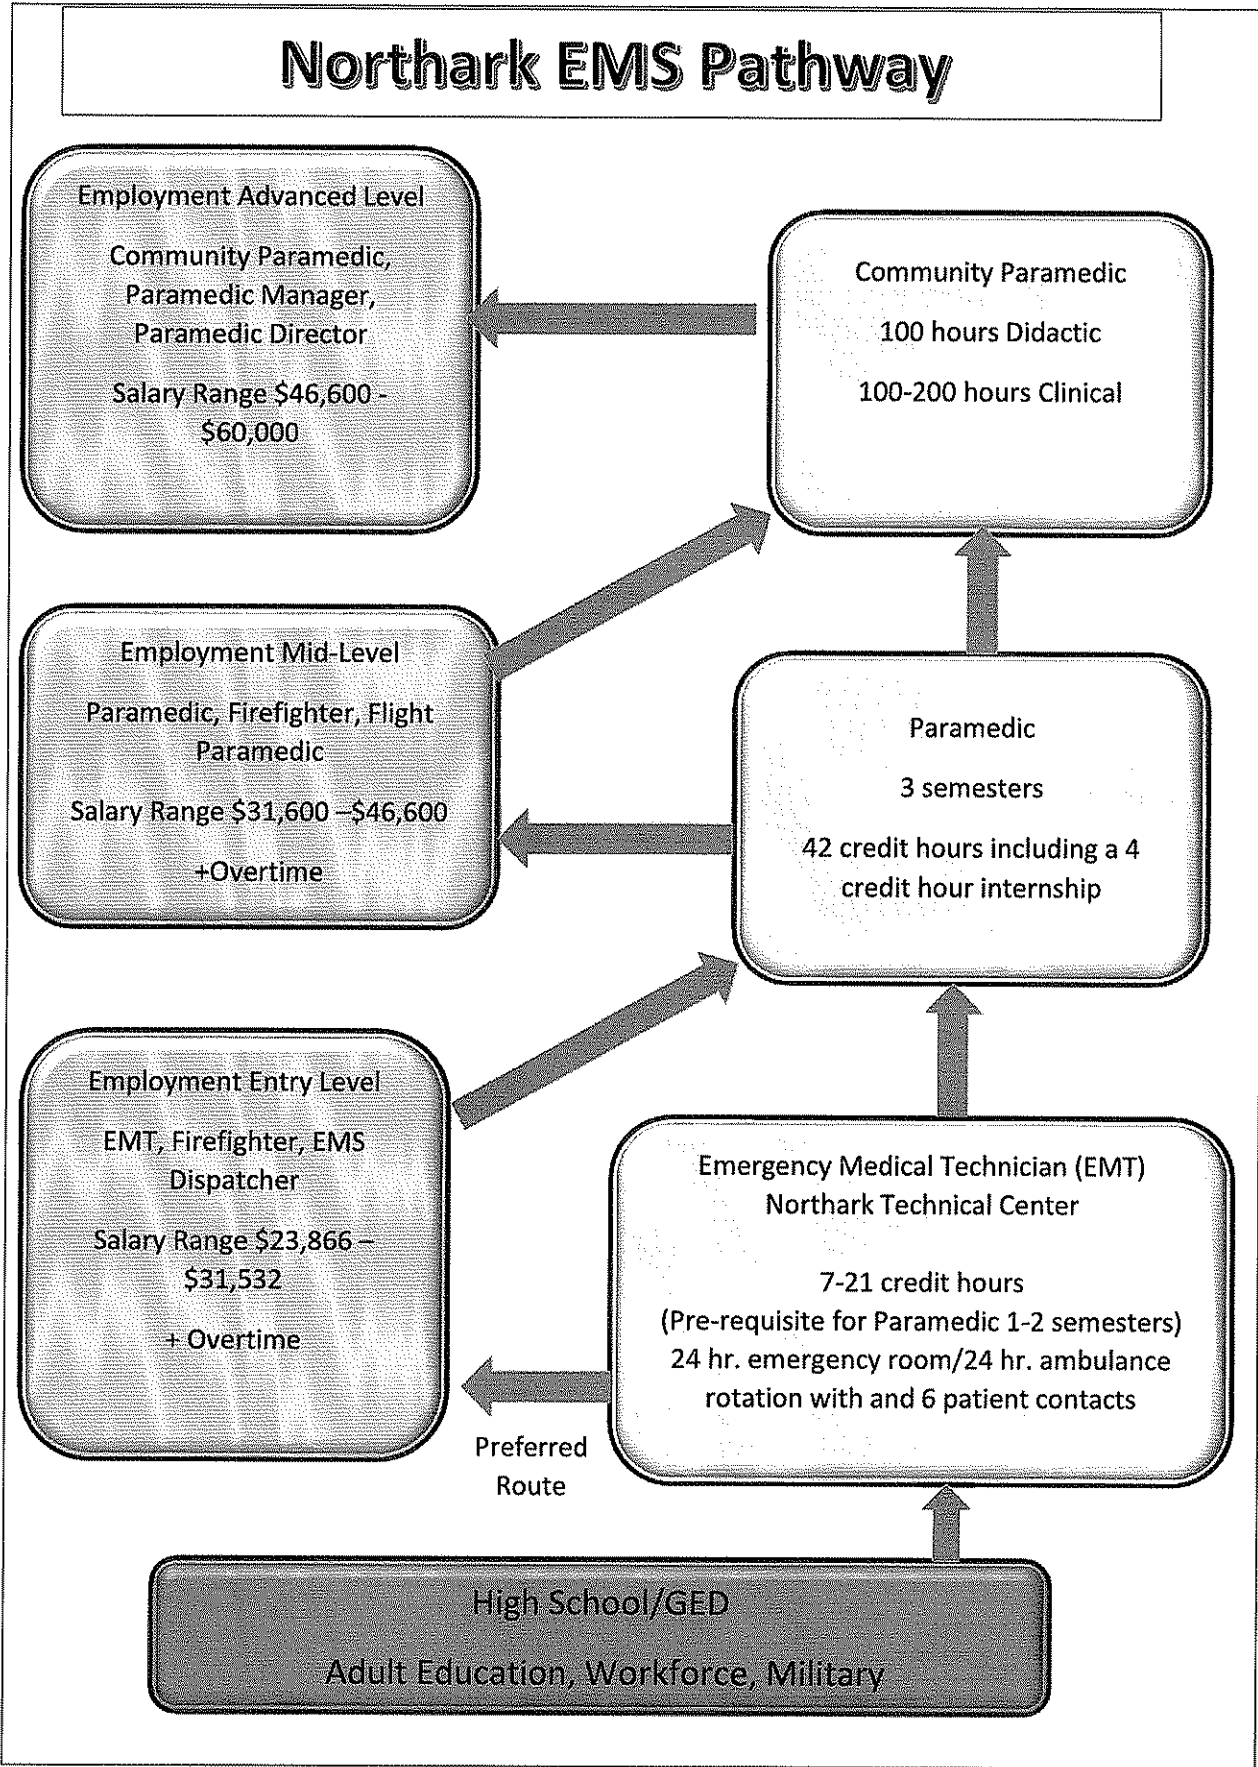 Northark EMS Pathway
Employment Advanced Level
Community Paramedic,
Paramedic Manager,
Paramedic Director
Salary Range $46,600 -
$60,000
Community Paramedic
100 hours Didactic
100-200 hours Clinical
Employment Mid-Level
Paramedic, Firefighter, Flight
Paramedic
Salary Range $31,600 –$46,600
+Overtime
Paramedic
3 semesters
42 credit hours including a 4
credit hour internship
Employment Entry Level
EMT, Firefighter, EMS
Dispatcher
Salary Range $23,866 –
$31,532
+ Overtime
Emergency Medical Technician (EMT)
Northark Technical Center
7-21 credit hours
(Pre-requisite for Paramedic 1-2 semesters)
24 hr. emergency room/24 hr. ambulance
rotation with and 6 patient contacts
Preferred
Route
High School/GED
Adult Education, Workforce, Military